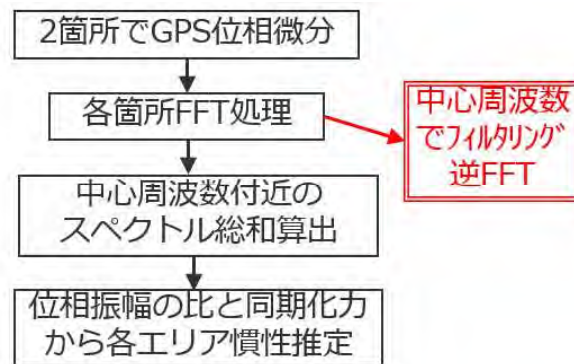 2箇所でGPS位相微分
各箇所FFT処理
中心周波数
でフィルタリング
逆FFT
中心周波数付近の
スペクトル総和算出
位相振幅の比と同期化力
から各エリア慣性推定